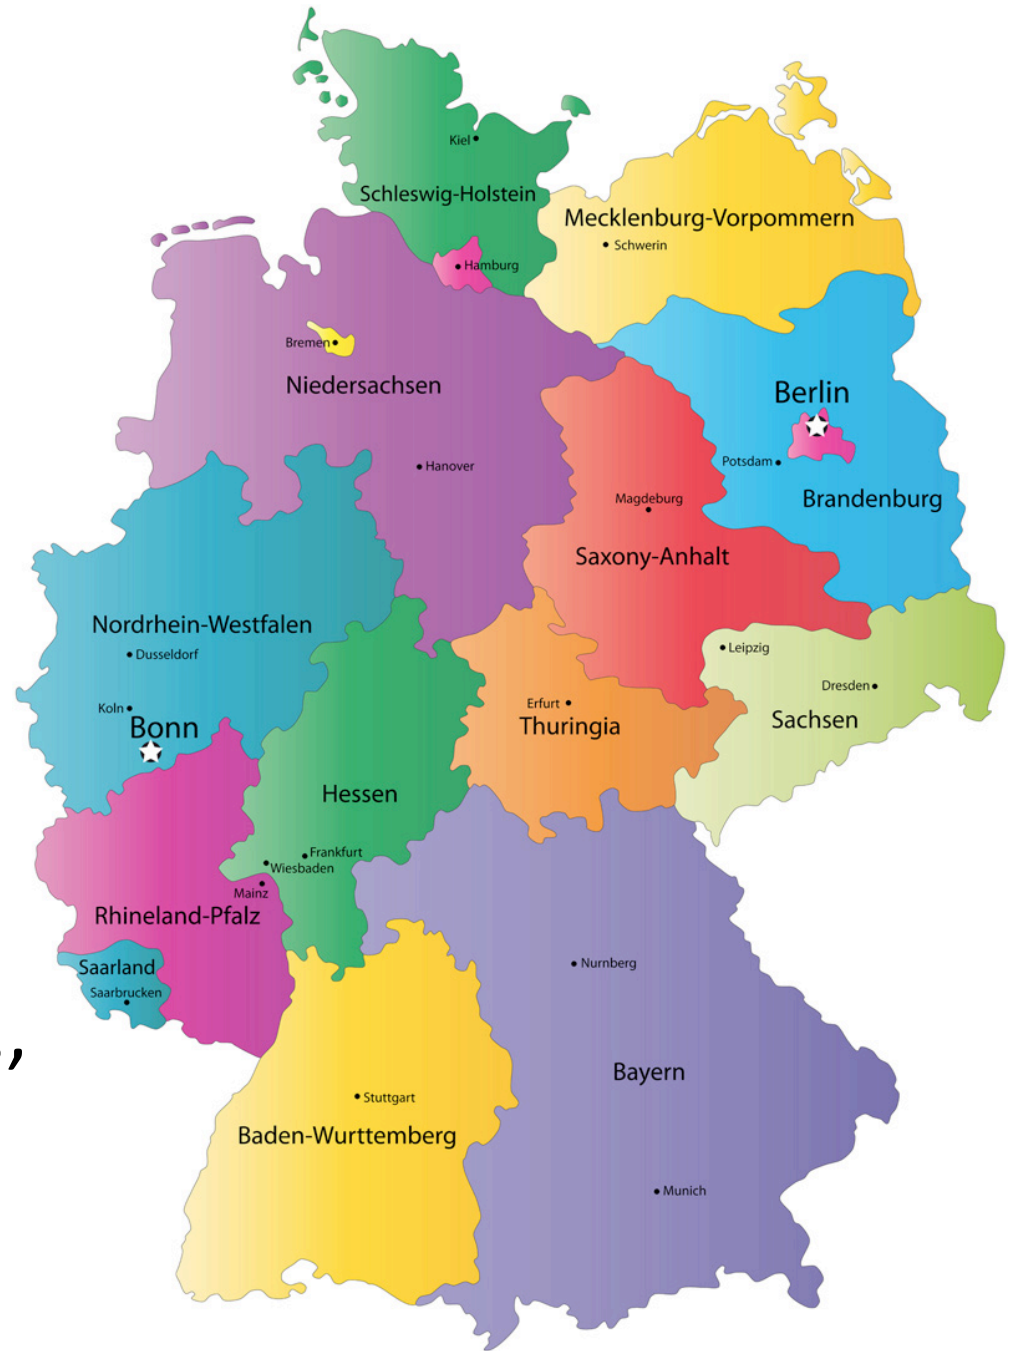 Kiel
Schleswig-Holstein
Mecklenburg-Vorpommern
Schwerin
Hamburg
Bremen
Niedersachsen
Berlin
Hanover
Potsdam
Brandenburg
Magdeburg
Saxony-Anhalt
Nordrhein-Westfalen
Dusseldorf
Leipzig
Dresden
Koln
Bonn
Erfurt
Thuringia
Sachsen
Hessen
Frankfurt
Wiesbaden
Mainz
Rhineland-Pfalz
Saarland
Saarbrucken
Nurnberg
,
Bayern
Stuttgart
Baden-Wurttemberg
Munich